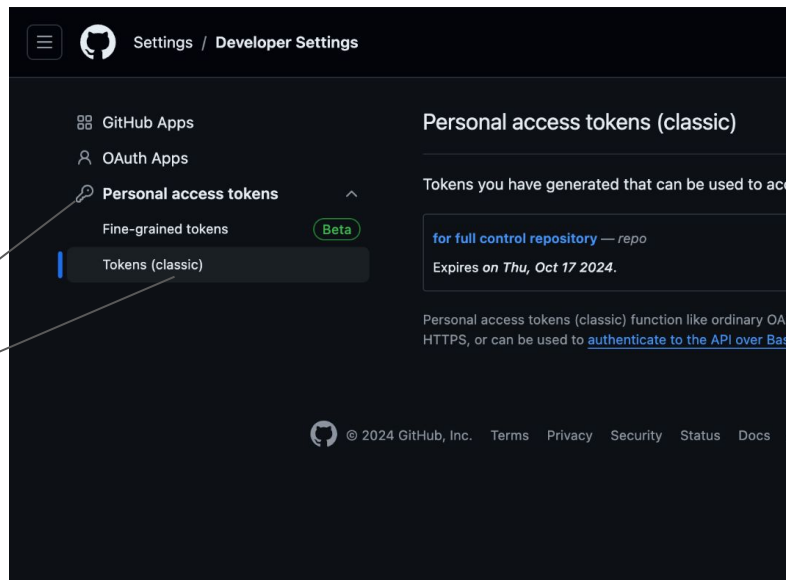 Settings / Developer Settings
GitHub Apps
OAuth Apps
Personal access tokens
Fine-grained tokens Beta
Tokens (classic)
Personal access tokens (classic)
Tokens you have generated that can be used to
for full control repository — repo
Expires on Thu, Oct 17 2024.
Personal access tokens (classic) function like ordinary
HTTPS, or can be used to authenticate to the API over
© 2024 GitHub, Inc. Terms Privacy Security Status Docs